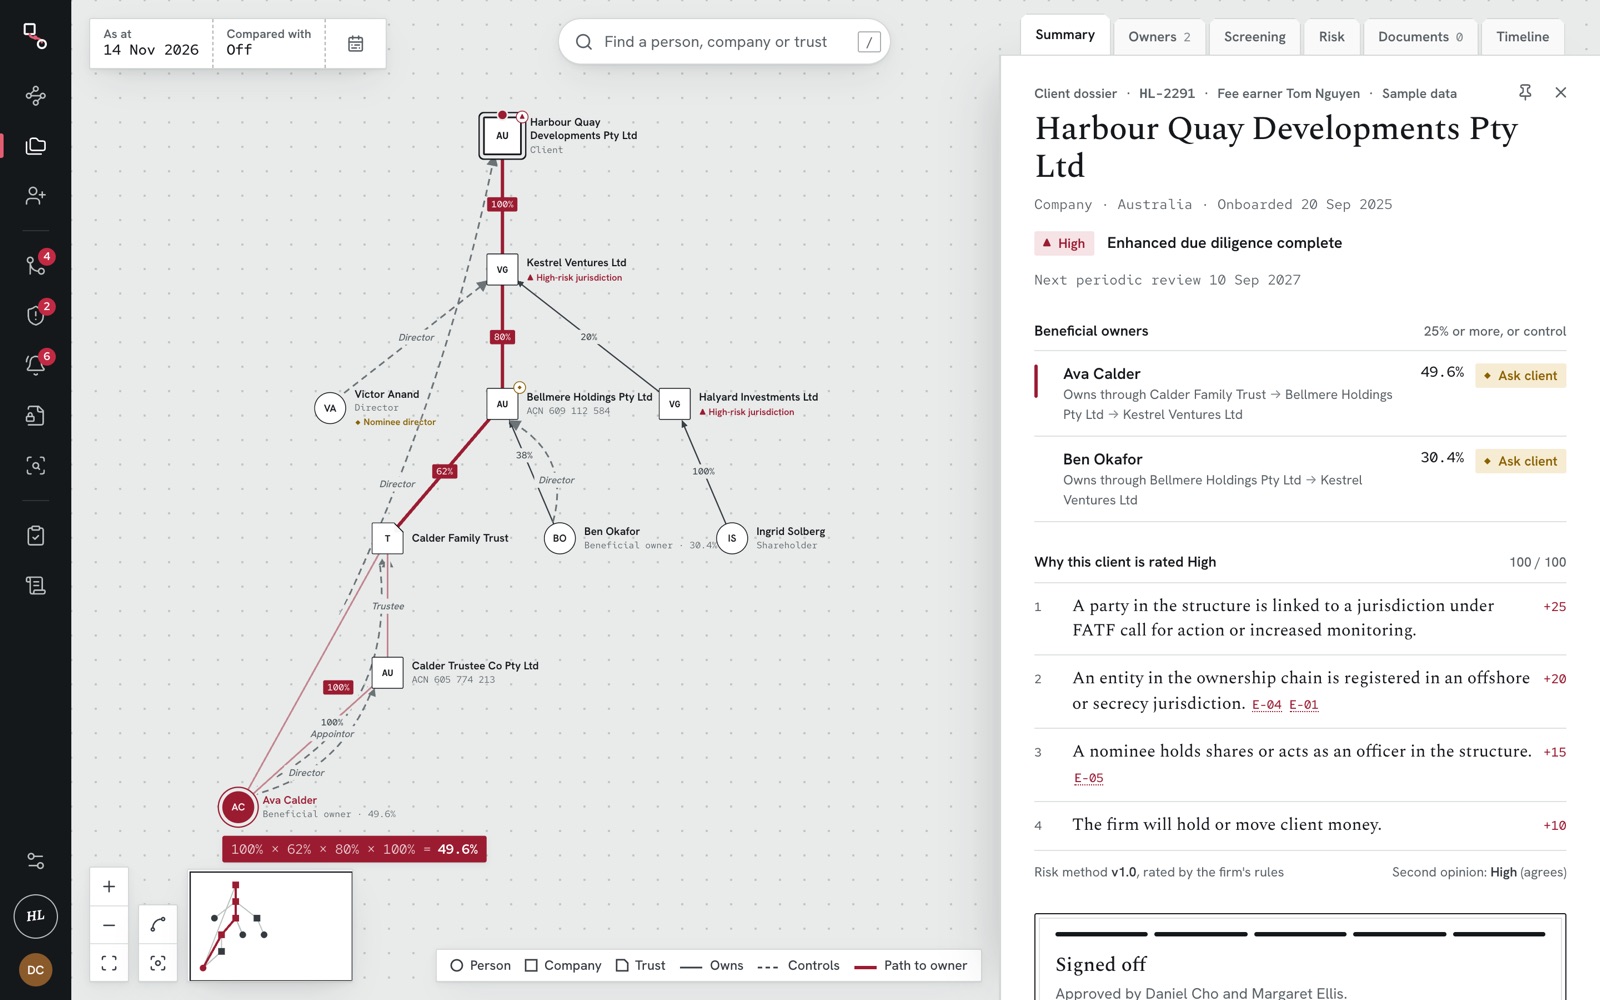 As at
14 Nov 2026
Compared with
Off
Find a person, company or trust
/
Summary
Owners 2
Screening
Risk
Documents 0
Timeline
4
2
6
HL
DC
AU
Harbour Quay
Developments Pty Ltd
Client
100%
VG
Kestrel Ventures Ltd
High-risk jurisdiction
Director
80%
20%
VA
Victor Anand
Director
Nominee director
AU
Bellmere Holdings Pty Ltd
ACN 609 112 584
VG
Halyard Investments Ltd
High-risk jurisdiction
38%
62%
100%
Director
Director
T
Calder Family Trust
BO
Ben Okafor
Beneficial owner · 30.4%
IS
Ingrid Solberg
Shareholder
Trustee
AU
Calder Trustee Co Pty Ltd
ACN 605 774 213
100%
100%
Appointor
Director
AC
Ava Calder
Beneficial owner · 49.6%
100% × 62% × 80% × 100% = 49.6%
Person
Company
Trust
Owns
Controls
Path to owner
Client dossier · HL-2291 · Fee earner Tom Nguyen · Sample data
Harbour Quay Developments Pty
Ltd
Company · Australia · Onboarded 20 Sep 2025
High
Enhanced due diligence complete
Next periodic review 10 Sep 2027
Beneficial owners
25% or more, or control
Ava Calder
49.6%
Ask client
Owns through Calder Family Trust → Bellmere Holdings
Pty Ltd → Kestrel Ventures Ltd
Ben Okafor
30.4%
Ask client
Owns through Bellmere Holdings Pty Ltd → Kestrel
Ventures Ltd
Why this client is rated High
100 / 100
1 A party in the structure is linked to a jurisdiction under +25
FATF call for action or increased monitoring.
2 An entity in the ownership chain is registered in an offshore +20
or secrecy jurisdiction. E-04 E-01
3 A nominee holds shares or acts as an officer in the structure. +15
E-05
4 The firm will hold or move client money. +10
Risk method v1.0, rated by the firm's rules
Second opinion: High (agrees)
Signed off
Approved by Daniel Cho and Margaret Ellis.